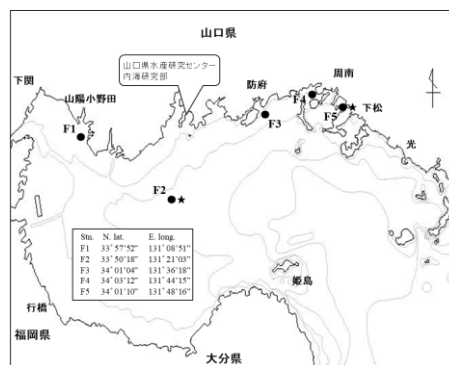 山口県
山口県水産研究センター
内海研究部
下関
山陽小野田
防府
周南
下松
光
F1
F2
F3
F4
F5
Stn. N. lat. E. long.
F1 33˚57'52" 131˚08'51"
F2 33˚50'18" 131˚21'03"
F3 34˚01'04" 131˚36'18"
F4 34˚03'12" 131˚44'15"
F5 34˚01'10" 131˚48'16"
姫島
行橋
福岡県
大分県